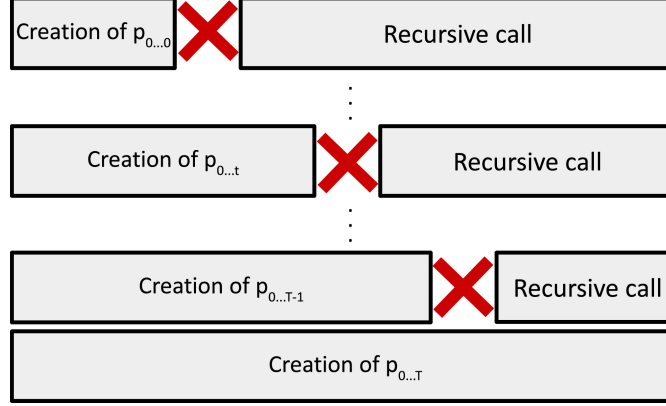 Creation of p0...0 Recursive call
Creation of p0...t Recursive call
Creation of p0...T-1 Recursive call
Creation of p0...T